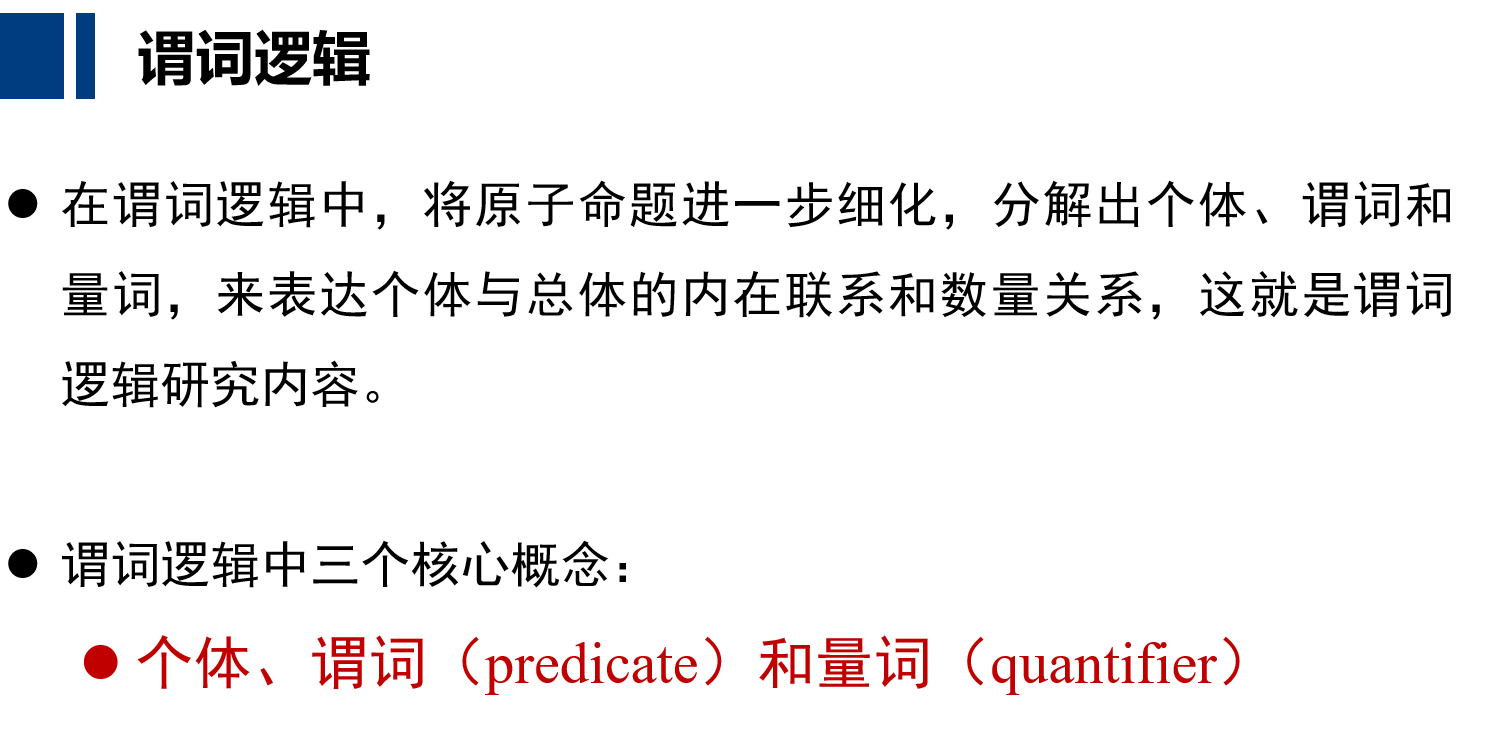 谓词逻辑
在谓词逻辑中，将原子命题进一步细化，分解出个体、谓词和
量词，来表达个体与总体的内在联系和数量关系，这就是谓词
逻辑研究内容。
谓词逻辑中三个核心概念：
个体、谓词（predicate）和量词（quantifier）